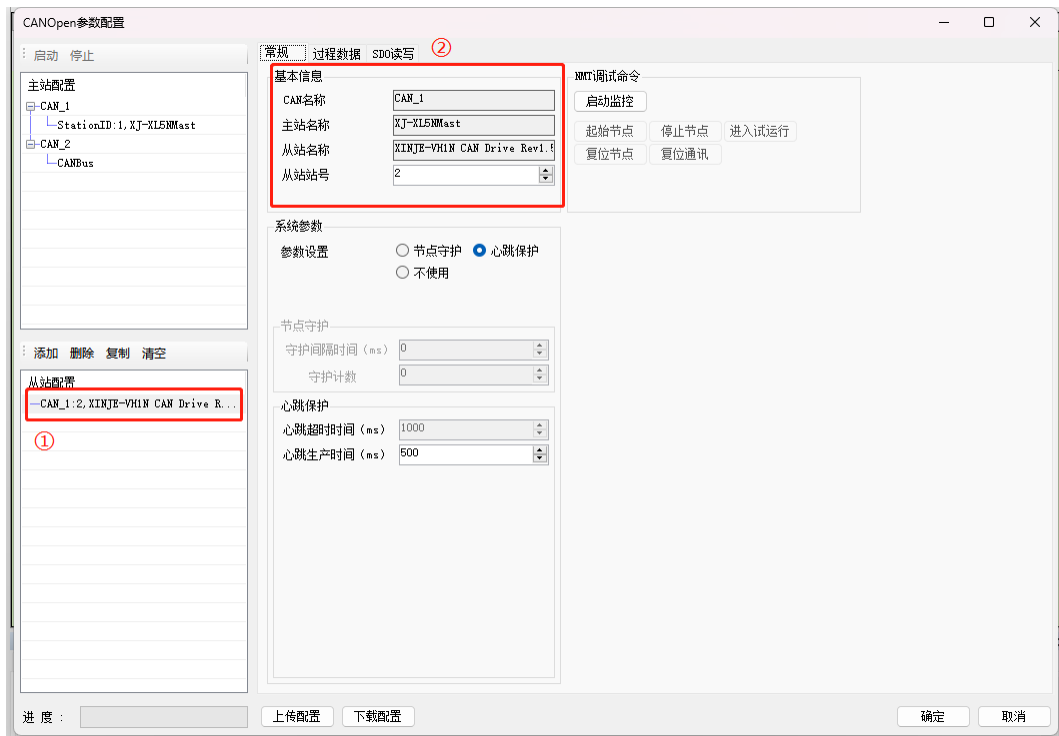 CANOpen参数配置
启动 停止
主站配置
CAN_1
StationID:1,XJ-XL5NMast
CAN_2
CANBus
添加 删除 复制 清空
从站配置
CAN_1:2,XINJE-VH1N CAN Drive R...
①
常规 过程数据 SDO读写 ②
基本信息
CAN名称 CAN_1
主站名称 XJ-XL5NMast
从站名称 XINJE-VH1N CAN Drive Rev1.5
从站站号 2
NMT调试命令
启动监控
起始节点 停止节点 进入试运行
复位节点 复位通讯
系统参数
参数设置 节点守护 心跳保护
不使用
节点守护
守护间隔时间(ms) 0
守护计数 0
心跳保护
心跳超时时间(ms) 1000
心跳生产时间(ms) 500
进 度 :
上传配置 下载配置
确定 取消